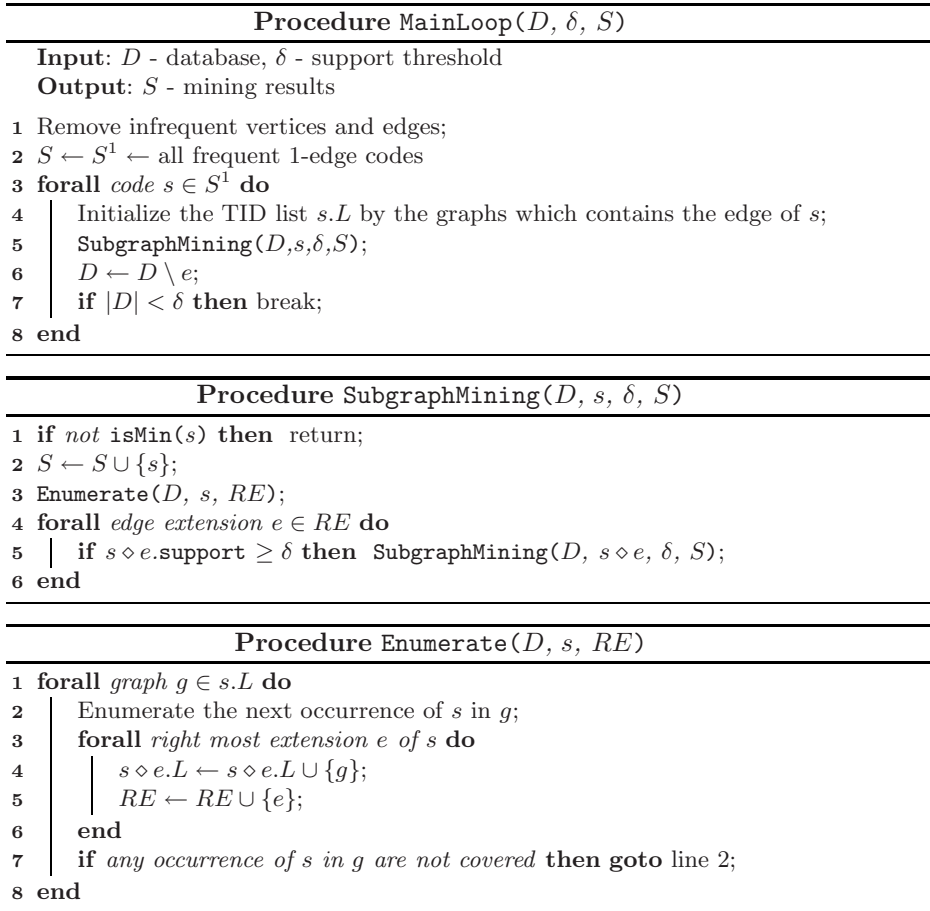 Procedure MainLoop(D, δ, S)
Input: D - database, δ - support threshold
Output: S - mining results
1 Remove infrequent vertices and edges;
2 S ← S¹ ← all frequent 1-edge codes
3 forall code s ∈ S¹ do
4 Initialize the TID list s.L by the graphs which contains the edge of s;
5 SubgraphMining(D,s,δ,S);
6 D ← D \ e;
7 if |D| < δ then break;
8 end
Procedure SubgraphMining(D, s, δ, S)
1 if not isMin(s) then return;
2 S ← S ∪ {s};
3 Enumerate(D, s, RE);
4 forall edge extension e ∈ RE do
5 if s ⋄ e.support ≥ δ then SubgraphMining(D, s ⋄ e, δ, S);
6 end
Procedure Enumerate(D, s, RE)
1 forall graph g ∈ s.L do
2 Enumerate the next occurrence of s in g;
3 forall right most extension e of s do
4 s ⋄ e.L ← s ⋄ e.L ∪ {g};
5 RE ← RE ∪ {e};
6 end
7 if any occurrence of s in g are not covered then goto line 2;
8 end